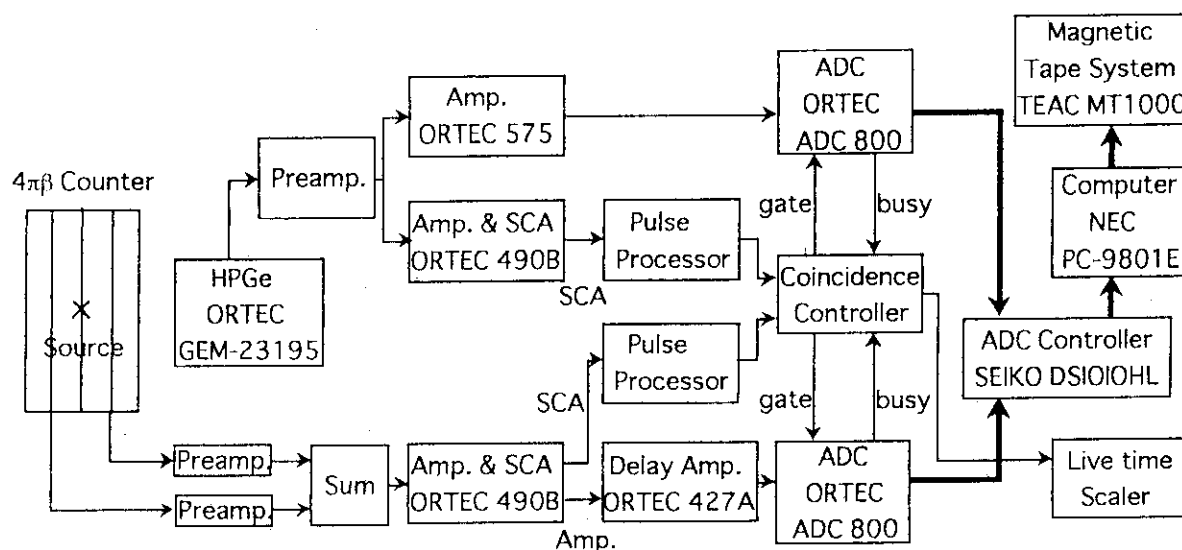 Magnetic
Tape System
TEAC MT1000
ADC
ORTEC
ADC 800
Amp.
ORTEC 575
4πβ Counter
Preamp.
gate
busy
Computer
NEC
PC-9801E
Amp. & SCA
ORTEC 490B
Pulse
Processor
SCA
Coincidence
Controller
HPGe
ORTEC
GEM-23195
Source
Pulse
Processor
SCA
ADC Controller
SEIKO DSIOIOHL
gate
busy
Preamp.
Preamp.
Sum
Amp. & SCA
ORTEC 490B
Amp.
Delay Amp.
ORTEC 427A
ADC
ORTEC
ADC 800
Live time
Scaler